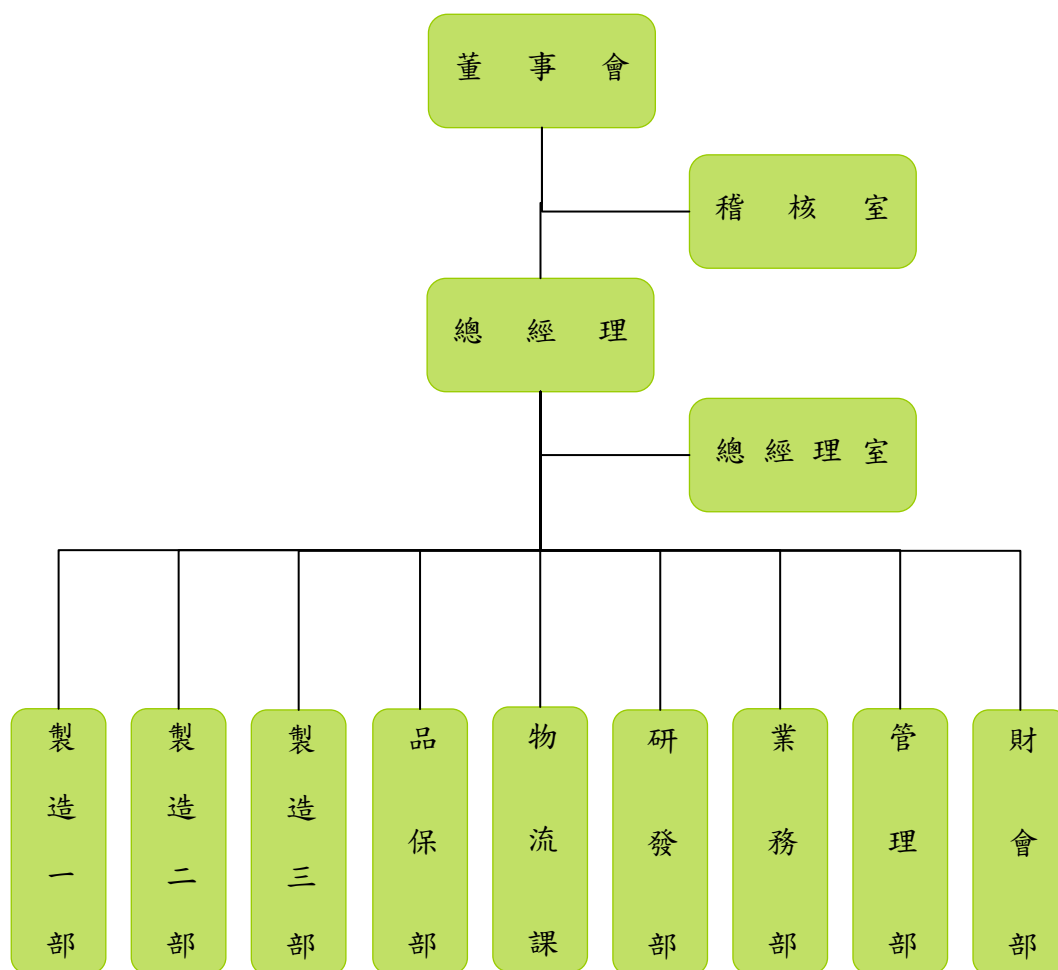 董事會
稽核室
總經理
總經理室
製造一部
製造二部
製造三部
品保部
物流課
研發部
業務部
管理部
財會部